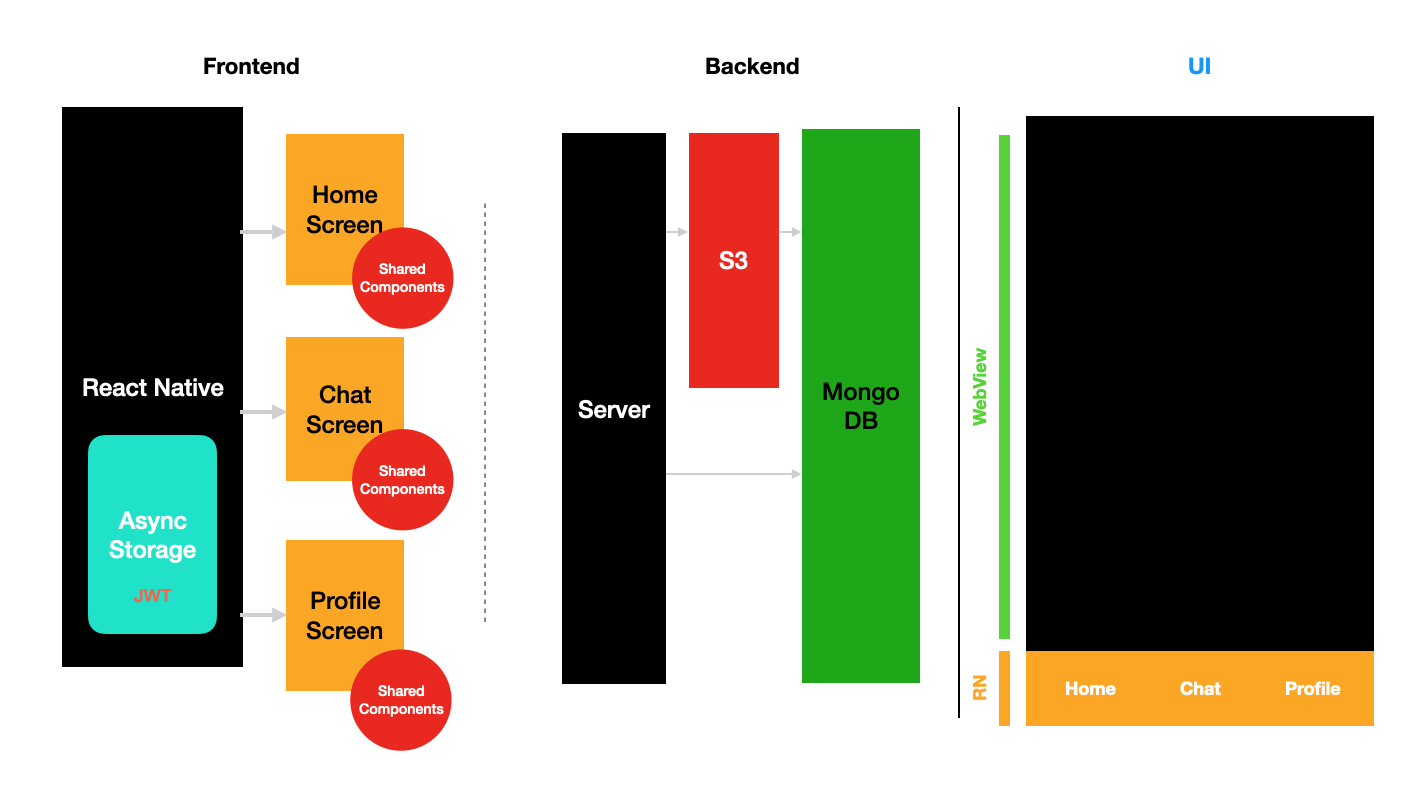 Frontend
Backend
UI
React Native
Async
Storage
JWT
Home
Screen
Shared
Components
Chat
Screen
Shared
Components
Profile
Screen
Shared
Components
Server
S3
Mongo
DB
WebView
RN
Home
Chat
Profile